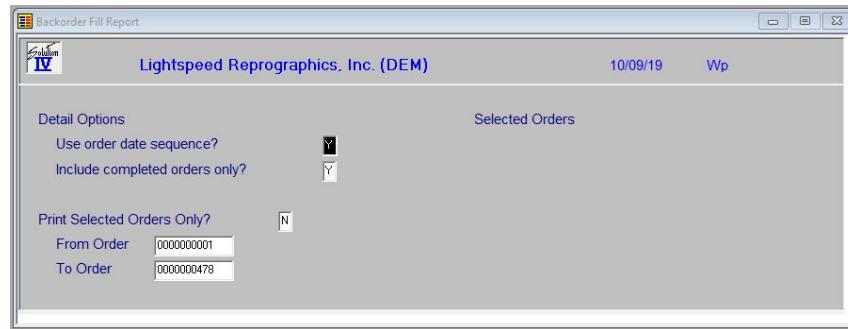 Backorder Fill Report
Solution IV Lightspeed Reprographics, Inc. (DEM) 10/09/19 Wp
Detail Options Selected Orders
Use order date sequence? Y
Include completed orders only? Y
Print Selected Orders Only? N
From Order 0000000001
To Order 0000000478